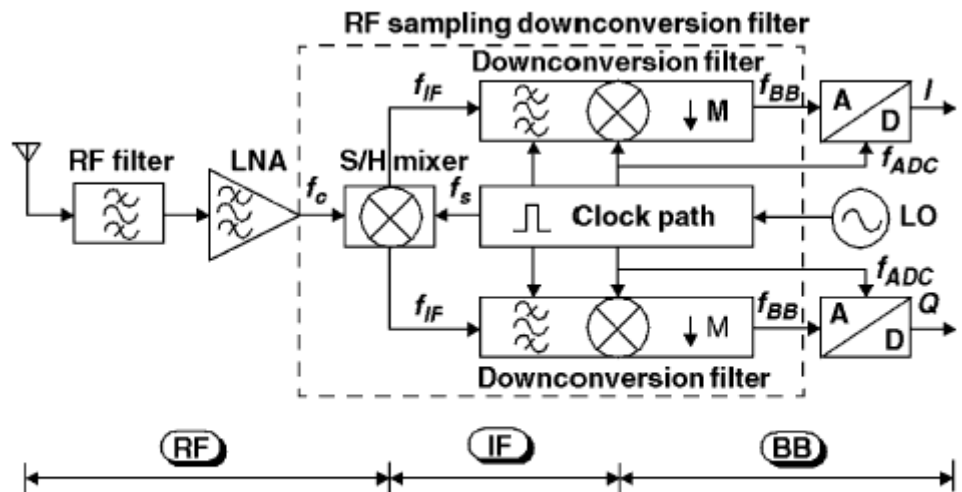 RF sampling downconversion filter
Downconversion filter
f_IF
f_BB
M
A
D
I
RF filter
LNA
S/H mixer
f_c
f_s
f_ADC
Clock path
LO
f_ADC
f_IF
f_BB
M
A
D
Q
Downconversion filter
RF
IF
BB